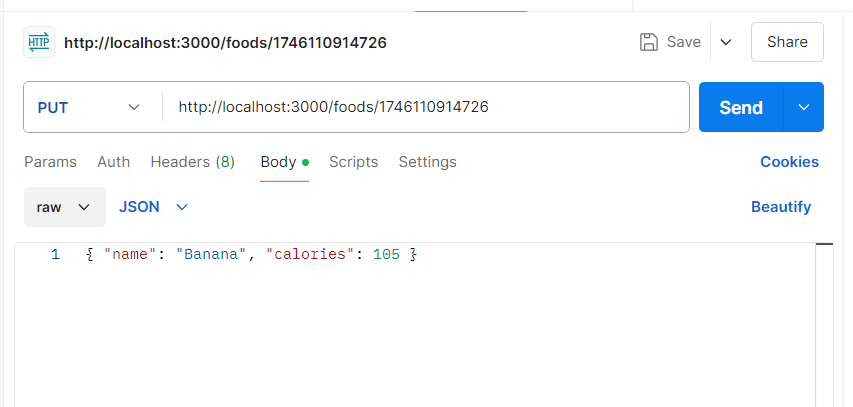 HTTP http://localhost:3000/foods/1746110914726 Save Share
PUT http://localhost:3000/foods/1746110914726 Send
Params Auth Headers (8) Body Scripts Settings Cookies
raw JSON Beautify
1 { "name": "Banana", "calories": 105 }